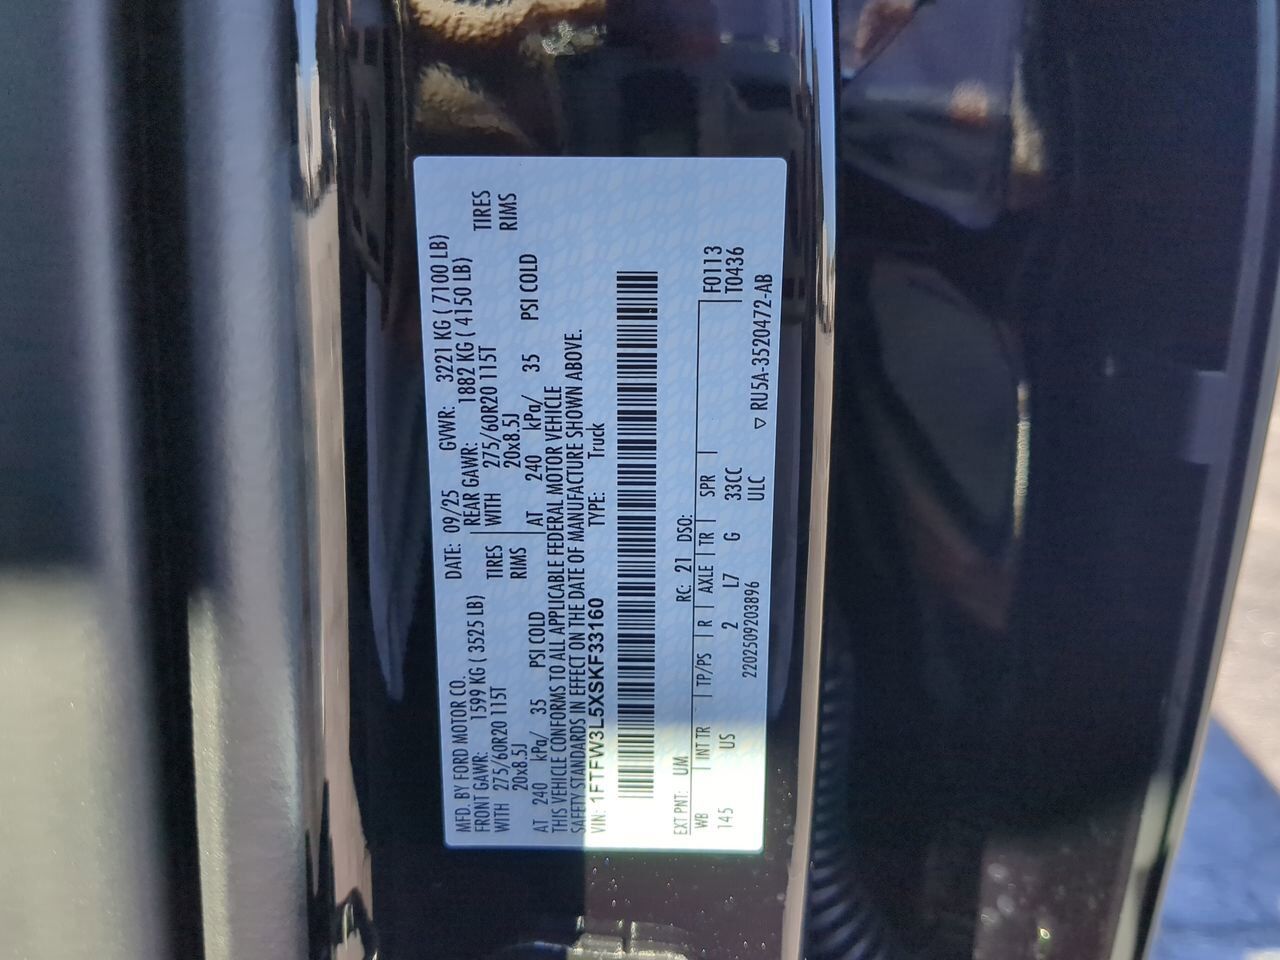 MFD. BY FORD MOTOR CO. DATE: 09/25 GVWR: 3221 KG ( 7100 LB)
FRONT GAWR: 1599 KG ( 3525 LB) REAR GAWR: 1882 KG ( 4150 LB)
WITH 275/60R20 115T TIRES WITH 275/60R20 115T TIRES
20x8.5J RIMS 20x8.5J RIMS
AT 240 kPa/ 35 PSI COLD AT 240 kPa/ 35 PSI COLD
THIS VEHICLE CONFORMS TO ALL APPLICABLE FEDERAL MOTOR VEHICLE
SAFETY STANDARDS IN EFFECT ON THE DATE OF MANUFACTURE SHOWN ABOVE.
VIN: 1FTFW3L5XSKF33160 TYPE: Truck
EXT PNT: UM RC: 21 DSO:
WB INT TR TP/PS R AXLE TR SPR F0113
145 US 2 L7 G 33CC T0436
2202509203896 ULC
▽ RU5A-3520472-AB